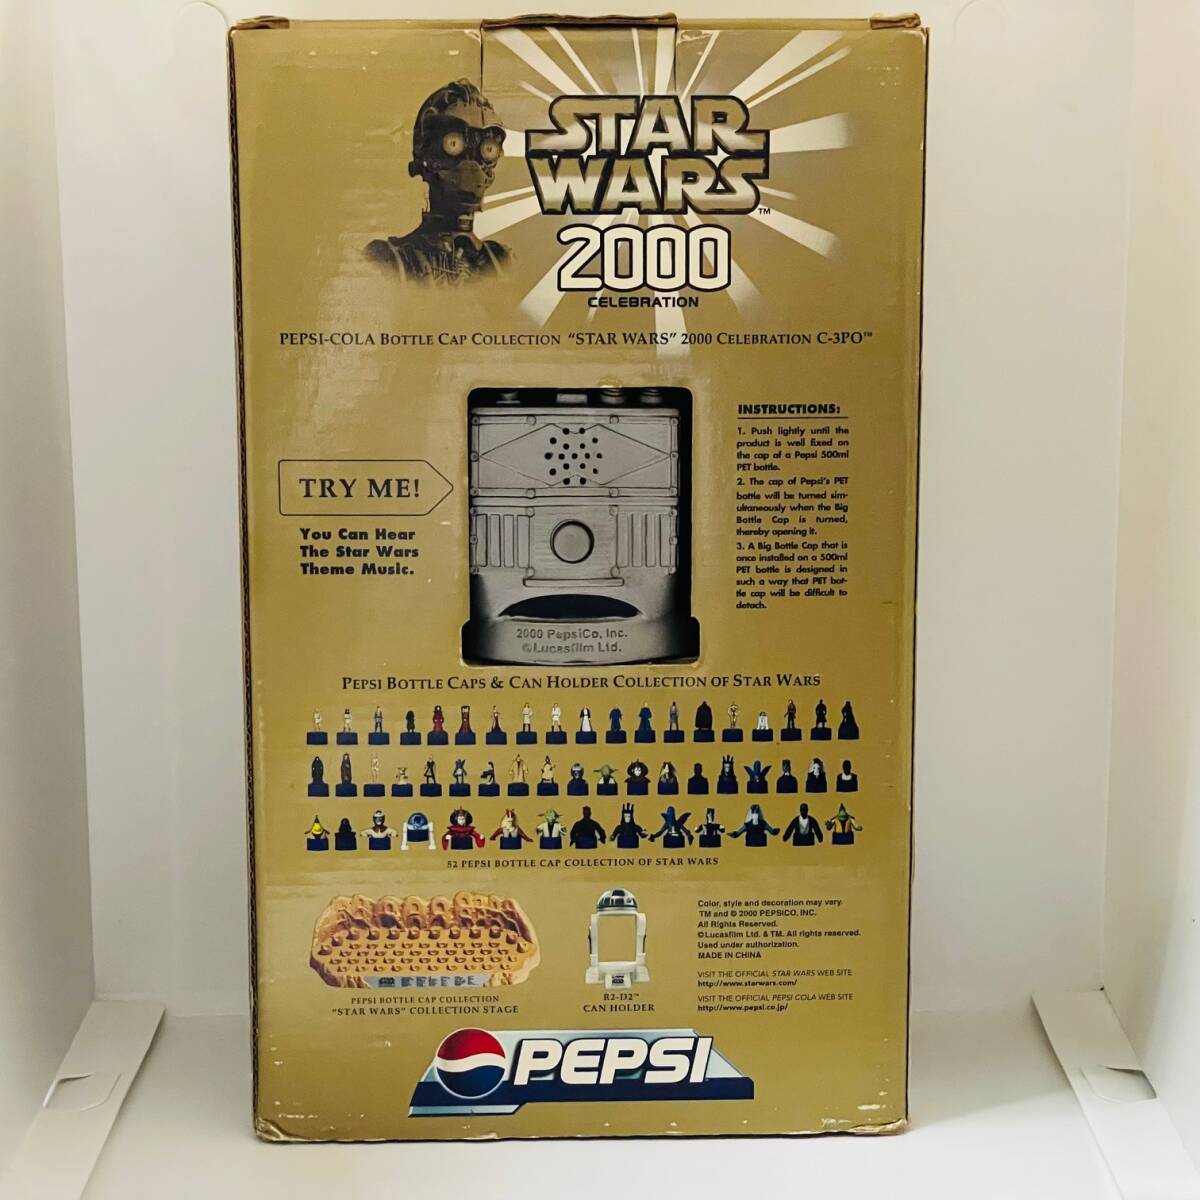 STAR
WARS™
2000
CELEBRATION
PEPSI-COLA BOTTLE CAP COLLECTION "STAR WARS" 2000 CELEBRATION C-3PO™
TRY ME!
You Can Hear
The Star Wars
Theme Music.
2000 PepsiCo, Inc.
©Lucasfilm Ltd.
INSTRUCTIONS:
1. Push lightly until the
product is well fixed on
the cap of a Pepsi 500ml
PET bottle.
2. The cap of Pepsi's PET
bottle will be turned sim-
ultaneously when the Big
Bottle Cap is turned,
thereby opening it.
3. A Big Bottle Cap that is
once installed on a 500ml
PET bottle is designed in
such a way that PET bot-
tle cap will be difficult to
detach.
PEPSI BOTTLE CAPS & CAN HOLDER COLLECTION OF STAR WARS
52 PEPSI BOTTLE CAP COLLECTION OF STAR WARS
PEPSI BOTTLE CAP COLLECTION
"STAR WARS" COLLECTION STAGE
R2-D2™
CAN HOLDER
Color, style and decoration may vary.
TM and © 2000 PEPSICO, INC.
All Rights Reserved.
©Lucasfilm Ltd. & TM. All rights reserved.
Used under authorization.
MADE IN CHINA
VISIT THE OFFICIAL STAR WARS WEB SITE
http://www.starwars.com/
VISIT THE OFFICIAL PEPSI COLA WEB SITE
http://www.pepsi.co.jp/
PEPSI